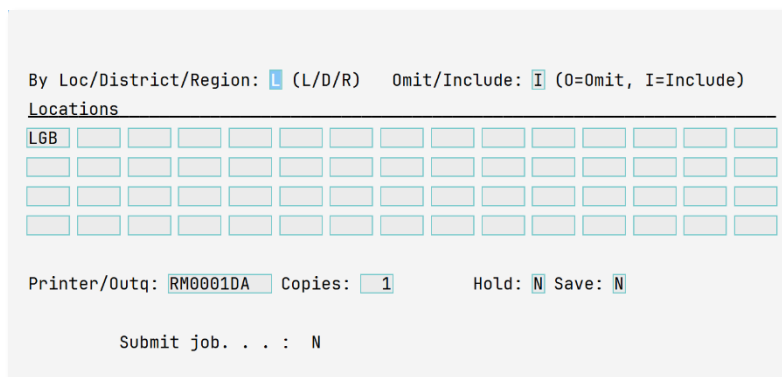 By Loc/District/Region: L (L/D/R) Omit/Include: I (O=Omit, I=Include)
Locations
LGB
Printer/Outq: RM0001DA Copies: 1 Hold: N Save: N
Submit job. . . : N